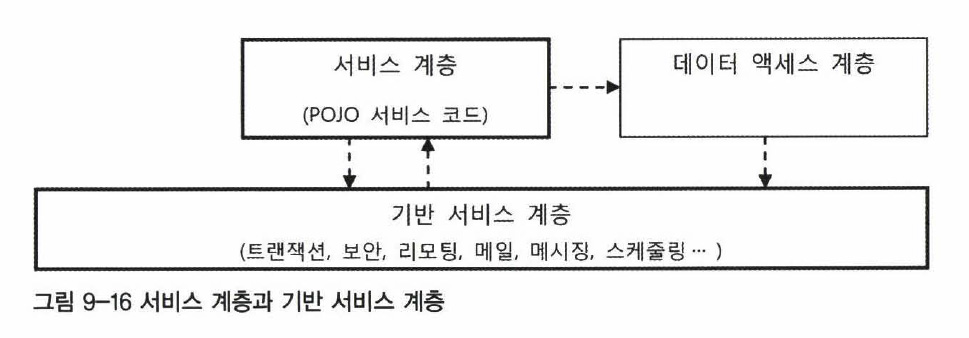 서비스 계층
(POJO 서비스 코드)
데이터 액세스 계층
기반 서비스 계층
(트랜잭션, 보안, 리모팅, 메일, 메시징, 스케줄링 … )
그림 9-16 서비스 계층과 기반 서비스 계층